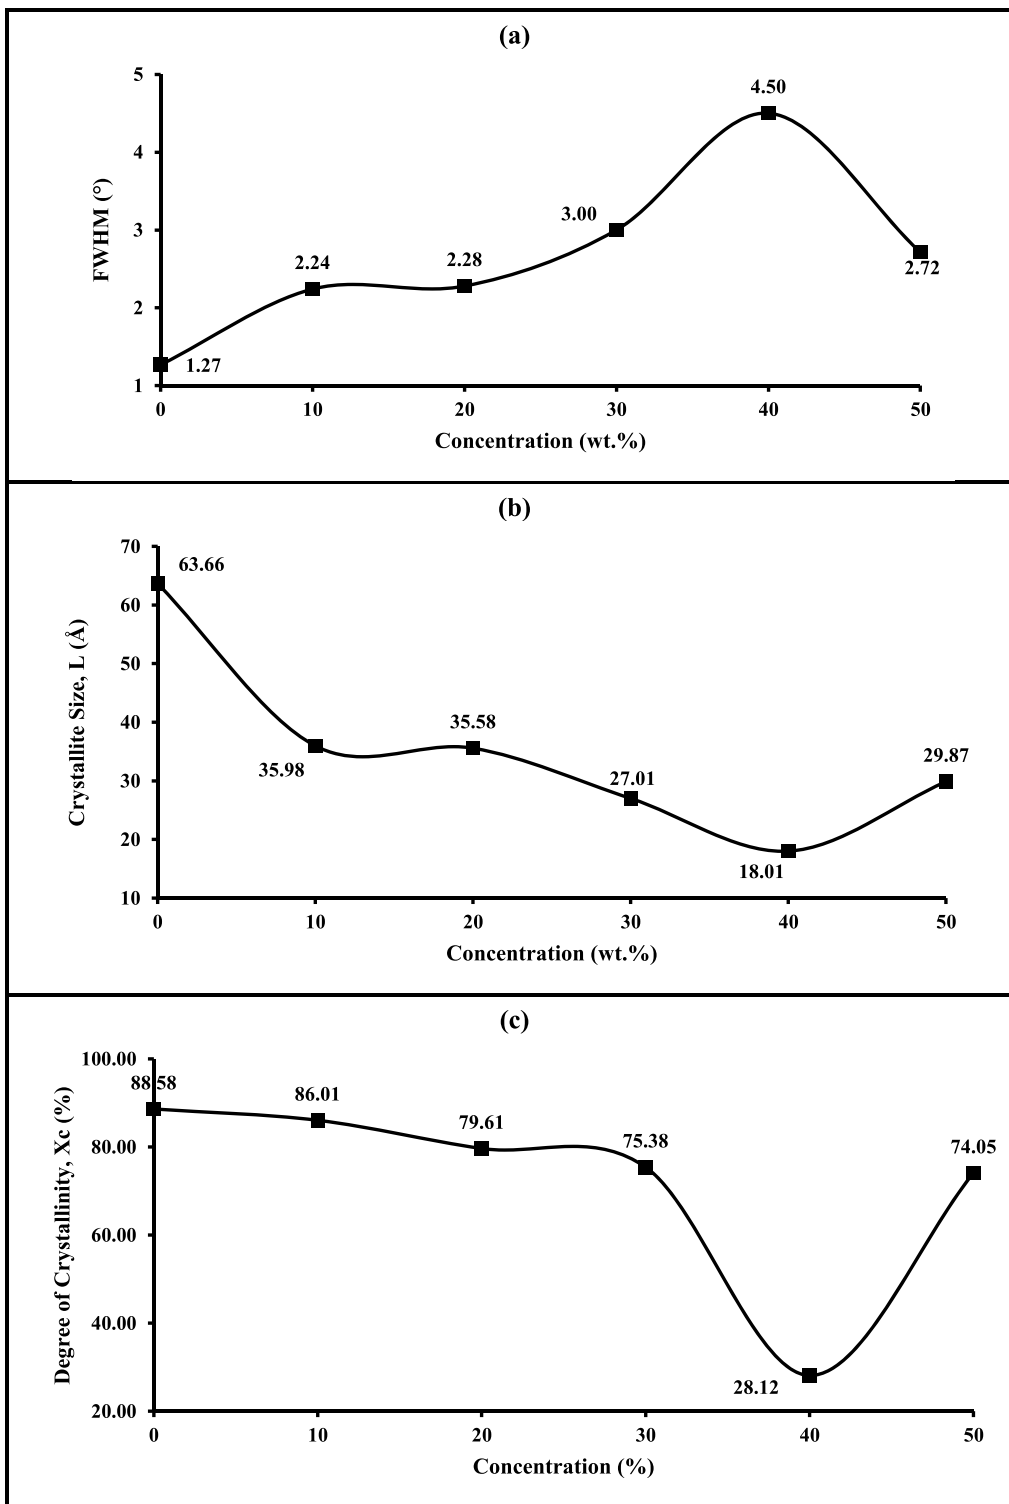 (a)
5
4
3
2
1
FWHM (°)
1.27
2.24
2.28
3.00
4.50
2.72
0 10 20 30 40 50
Concentration (wt.%)
(b)
70
60
50
40
30
20
10
Crystallite Size, L (Å)
63.66
35.98
35.58
27.01
18.01
29.87
0 10 20 30 40 50
Concentration (wt.%)
(c)
100.00
80.00
60.00
40.00
20.00
Degree of Crystallinity, Xc (%)
88.58
86.01
79.61
75.38
28.12
74.05
0 10 20 30 40 50
Concentration (%)